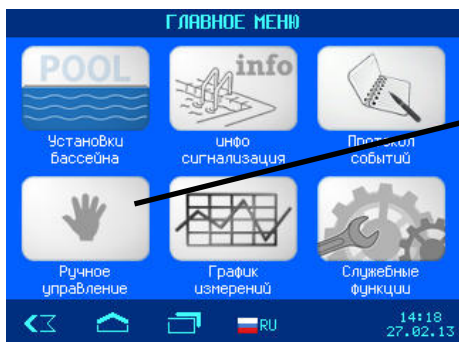 ГЛАВНОЕ МЕНЮ
POOL
info
Установки
бассейна
инфо
сигнализация
Протокол
событий
Ручное
управление
График
измерений
Служебные
функции
RU
14:18
27.02.13